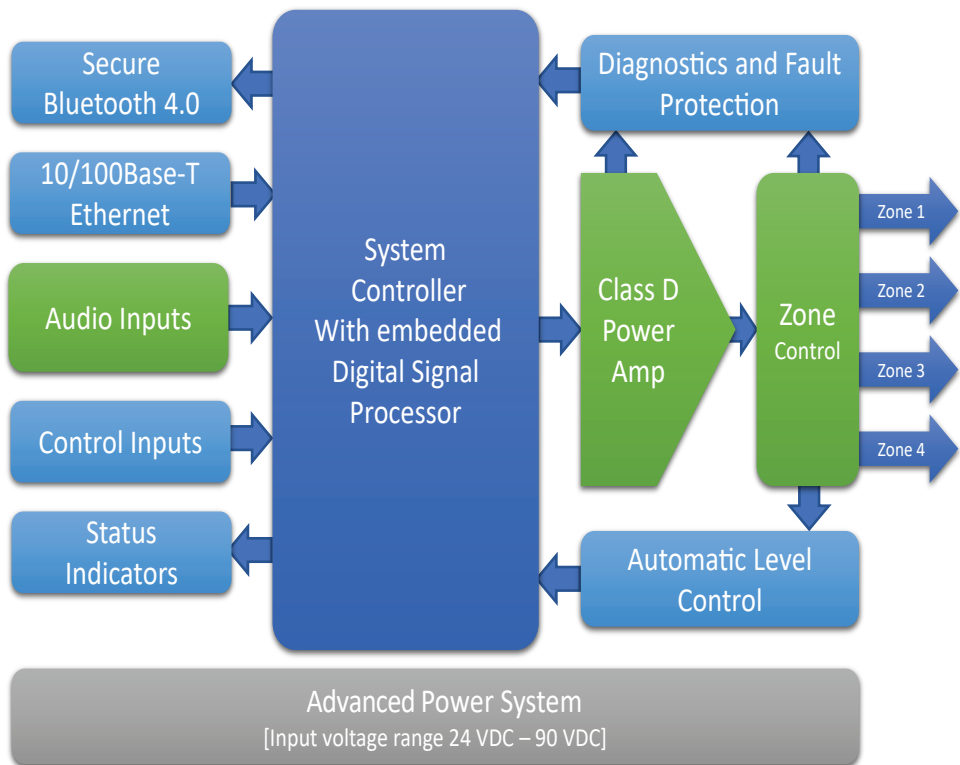 Secure
Bluetooth 4.0
10/100Base-T
Ethernet
Audio Inputs
Control Inputs
Status
Indicators
System
Controller
With embedded
Digital Signal
Processor
Diagnostics and Fault
Protection
Class D
Power
Amp
Zone
Control
Zone 1
Zone 2
Zone 3
Zone 4
Automatic Level
Control
Advanced Power System
[Input voltage range 24 VDC – 90 VDC]